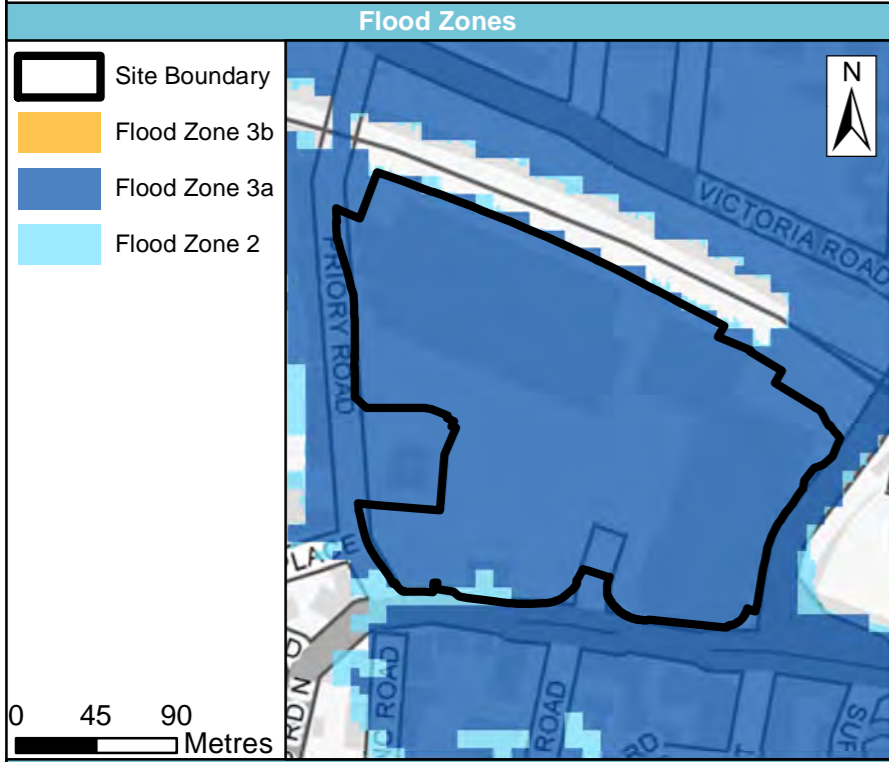 Flood Zones
Site Boundary
Flood Zone 3b
Flood Zone 3a
Flood Zone 2
N
VICTORIA ROAD
PRIORY ROAD
ROAD
ROAD
0 45 90
Metres